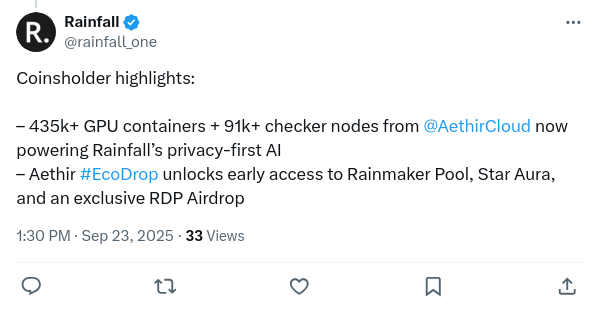 R.
Rainfall
@rainfall_one
Coinsholder highlights:
– 435k+ GPU containers + 91k+ checker nodes from @AethirCloud now
powering Rainfall’s privacy-first AI
– Aethir #EcoDrop unlocks early access to Rainmaker Pool, Star Aura,
and an exclusive RDP Airdrop
1:30 PM · Sep 23, 2025 · 33 Views